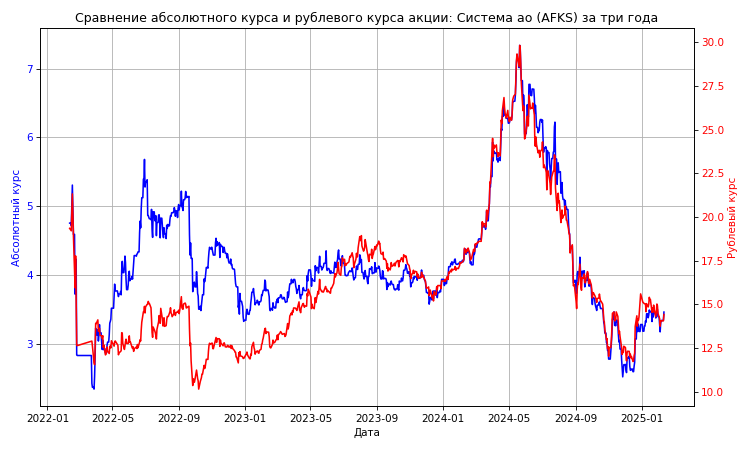 Сравнение абсолютного курса и рублевого курса акции: Система ао (AFKS) за три года
Абсолютный курс
7
6
5
4
3
30.0
27.5
25.0
22.5
20.0
17.5
15.0
12.5
10.0
Рублевый курс
2022-01 2022-05 2022-09 2023-01 2023-05 2023-09 2024-01 2024-05 2024-09 2025-01
Дата